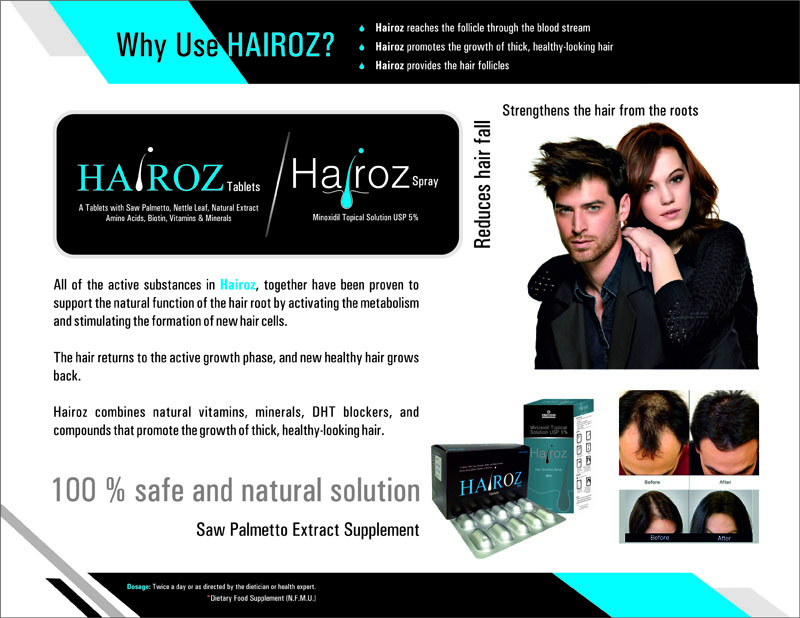 Why Use HAIROZ?
Hairoz reaches the follicle through the blood stream
Hairoz promotes the growth of thick, healthy-looking hair
Hairoz provides the hair follicles
Strengthens the hair from the roots
Reduces hair fall
HAIROZ Tablets
A Tablets with Saw Palmetto, Nettle Leaf, Natural Extract
Amino Acids, Biotin, Vitamins & Minerals
Hairoz Spray
Minoxidil Topical Solution USP 5%
All of the active substances in Hairoz, together have been proven to
support the natural function of the hair root by activating the metabolism
and stimulating the formation of new hair cells.
The hair returns to the active growth phase, and new healthy hair grows
back.
Hairoz combines natural vitamins, minerals, DHT blockers, and
compounds that promote the growth of thick, healthy-looking hair.
100 % safe and natural solution
Saw Palmetto Extract Supplement
Minoxidil Topical
Solution USP 5%
Hairoz
HAIROZ
Tablets
Before
After
Before
After
Dosage: Twice a day or as directed by the dietician or health expert.
*Dietary Food Supplement (N.F.M.U.)